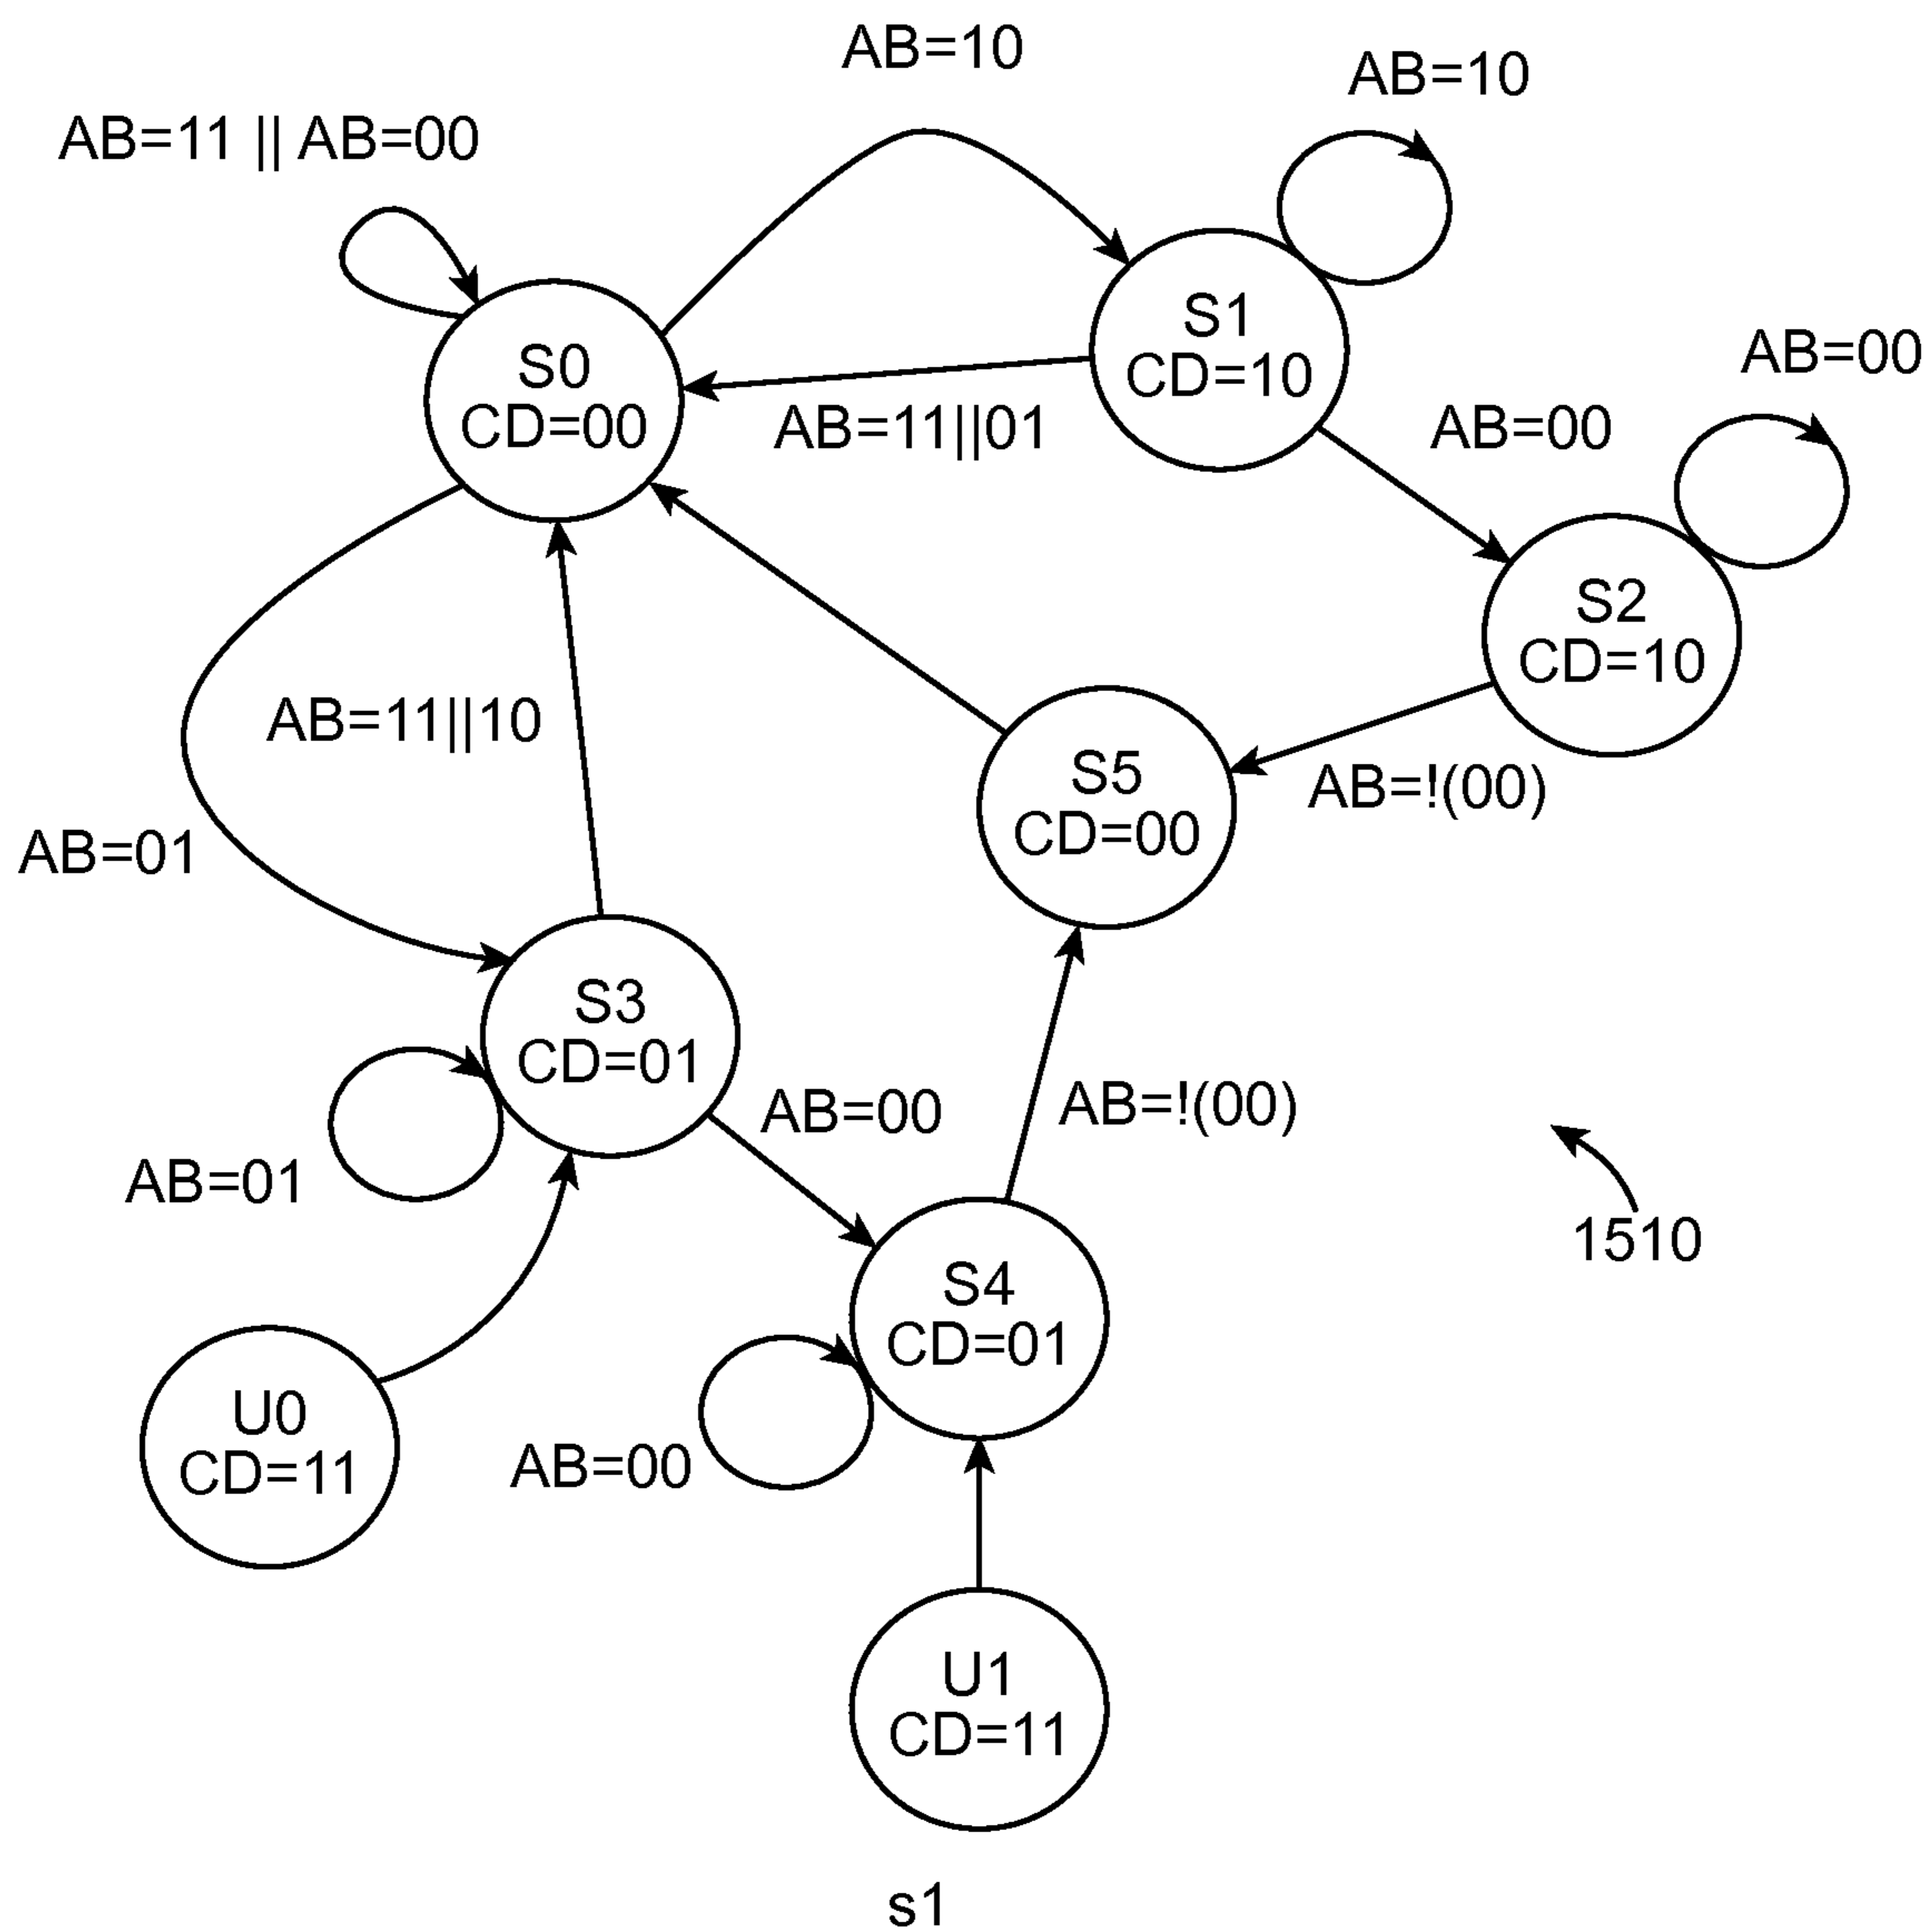 AB=10
AB=10
AB=11 || AB=00
S1
CD=10
S0
CD=00
AB=00
AB=11||01
AB=00
S2
CD=10
AB=11||10
S5
CD=00
AB=!(00)
AB=01
S3
CD=01
AB=00
AB=!(00)
AB=01
1510
S4
CD=01
U0
CD=11
AB=00
U1
CD=11
s1